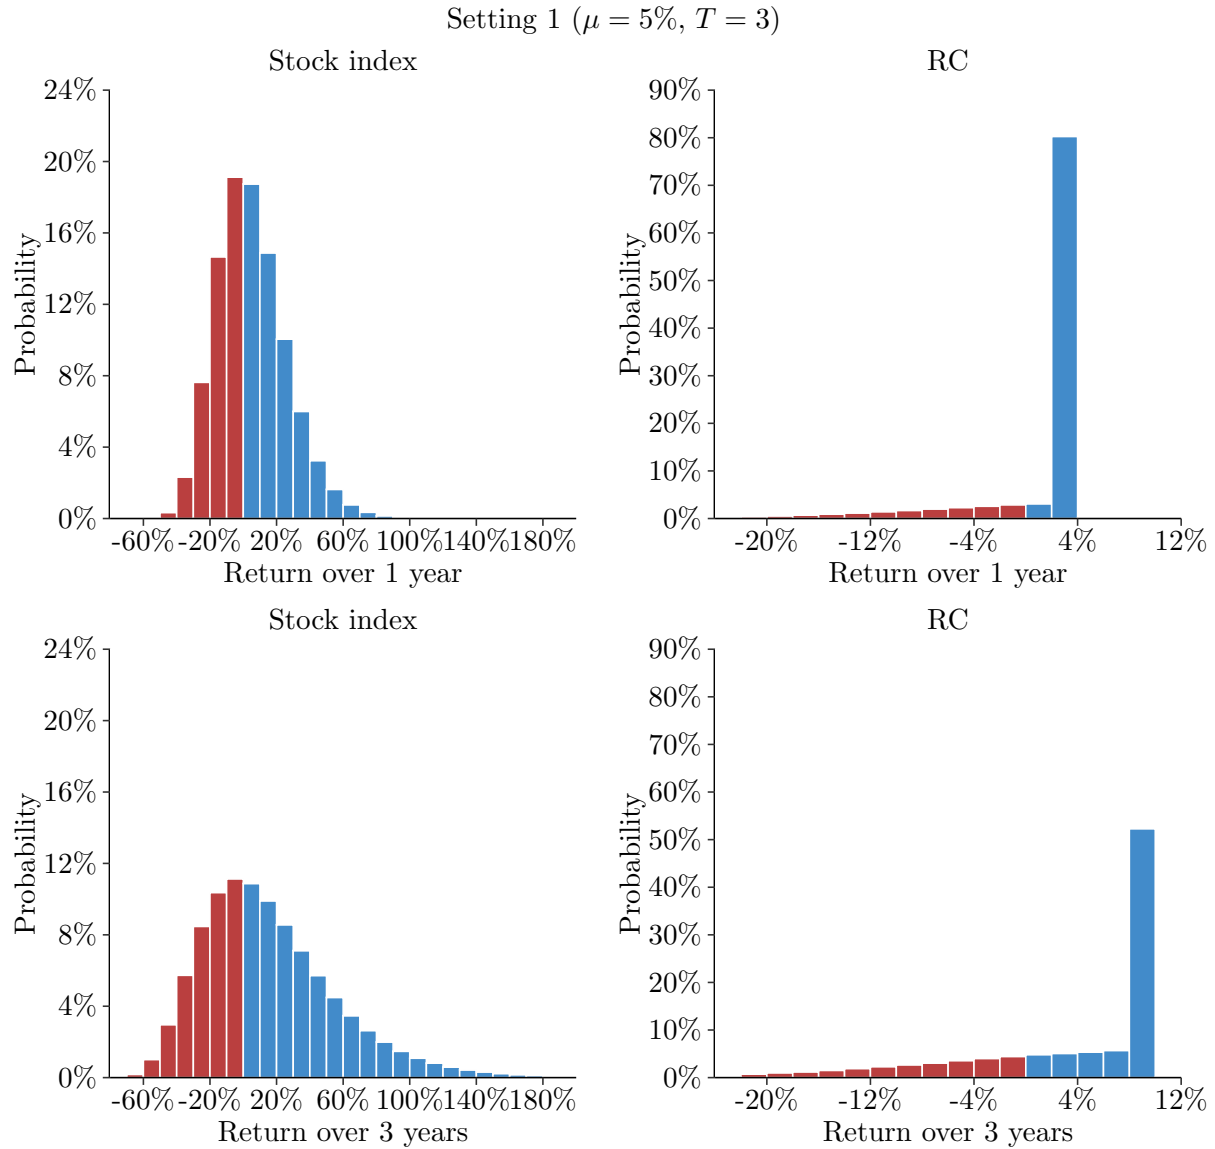 Setting 1 (μ = 5%, T = 3)
Stock index
24%
20%
16%
12%
8%
4%
0%
Probability
-60% -20% 20% 60% 100% 140% 180%
Return over 1 year
RC
90%
80%
70%
60%
50%
40%
30%
20%
10%
0%
Probability
-20% -12% -4% 4% 12%
Return over 1 year
Stock index
24%
20%
16%
12%
8%
4%
0%
Probability
-60% -20% 20% 60% 100% 140% 180%
Return over 3 years
RC
90%
80%
70%
60%
50%
40%
30%
20%
10%
0%
Probability
-20% -12% -4% 4% 12%
Return over 3 years